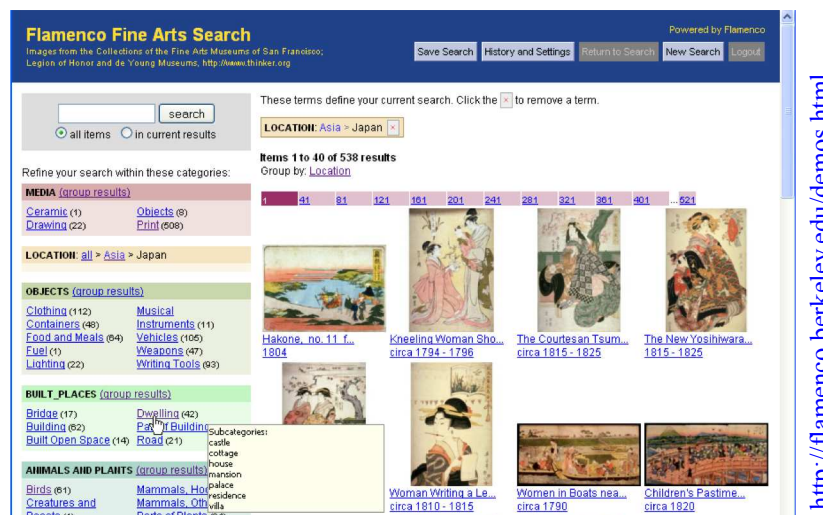 Flamenco Fine Arts Search
Powered by Flamenco
Images from the Collections of the Fine Arts Museums of San Francisco;
Legion of Honor and de Young Museums, http://www.thinker.org
Save Search History and Settings Return to Search New Search Logout
search
all items in current results
Refine your search within these categories:
MEDIA (group results)
Ceramic (1) Objects (8)
Drawing (22) Print (508)
LOCATION: all > Asia > Japan
OBJECTS (group results)
Clothing (112) Musical
Containers (48) Instruments (11)
Food and Meals (64) Vehicles (105)
Fuel (1) Weapons (47)
Lighting (22) Writing Tools (93)
BUILT_PLACES (group results)
Bridge (17) Dwelling (42)
Building (62) Building
Built Open Space (14) Road (21)
Subcategories:
castle
cottage
house
mansion
palace
residence
villa
ANIMALS AND PLANTS (group results)
Birds (61) Mammals,
Creatures and Mammals,
These terms define your current search. Click the × to remove a term.
LOCATION: Asia > Japan ×
Items 1 to 40 of 538 results
Group by: Location
1 41 81 121 161 201 241 281 321 361 401 ...521
Hakone, no. 11 f...
1804
Kneeling Woman Sho...
circa 1794 - 1796
The Courtesan Tsum...
circa 1815 - 1825
The New Yosihiwara...
1815 - 1825
Woman Writing a Le...
circa 1810 - 1815
Women in Boats nea...
circa 1790
Children's Pastime...
circa 1820
http://flamenco.berkeley.edu/demos.html